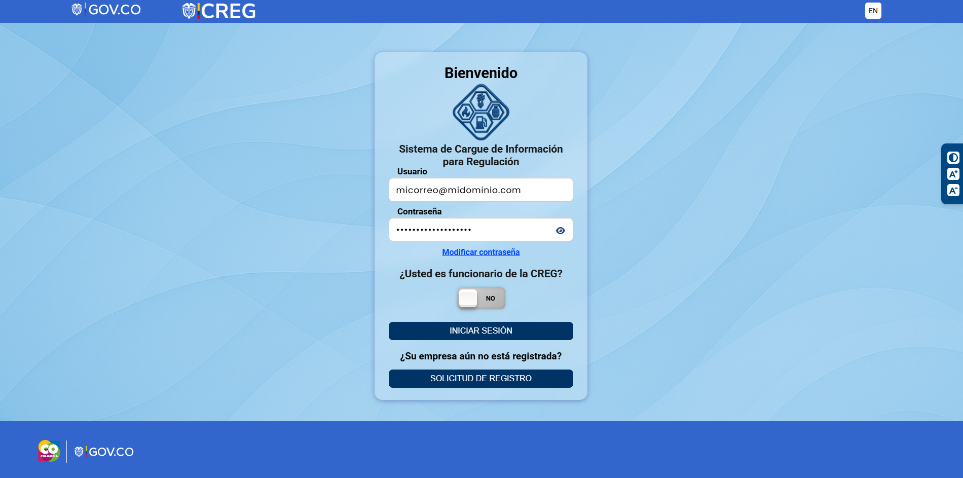 GOV.CO
CREG
EN
Bienvenido
Sistema de Cargue de Información
para Regulación
Usuario
micorreo@midominio.com
Contraseña
•••••••••••••••••••
Modificar contraseña
¿Usted es funcionario de la CREG?
NO
INICIAR SESIÓN
¿Su empresa aún no está registrada?
SOLICITUD DE REGISTRO
A+
A-
CO
GOV.CO